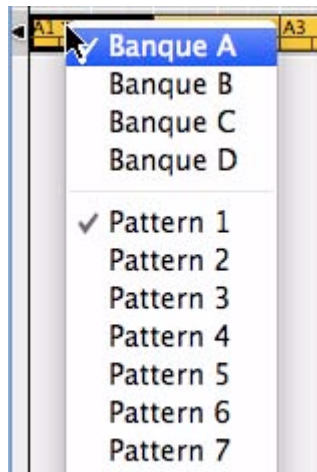 A1
A3
Banque A
Banque B
Banque C
Banque D
Pattern 1
Pattern 2
Pattern 3
Pattern 4
Pattern 5
Pattern 6
Pattern 7